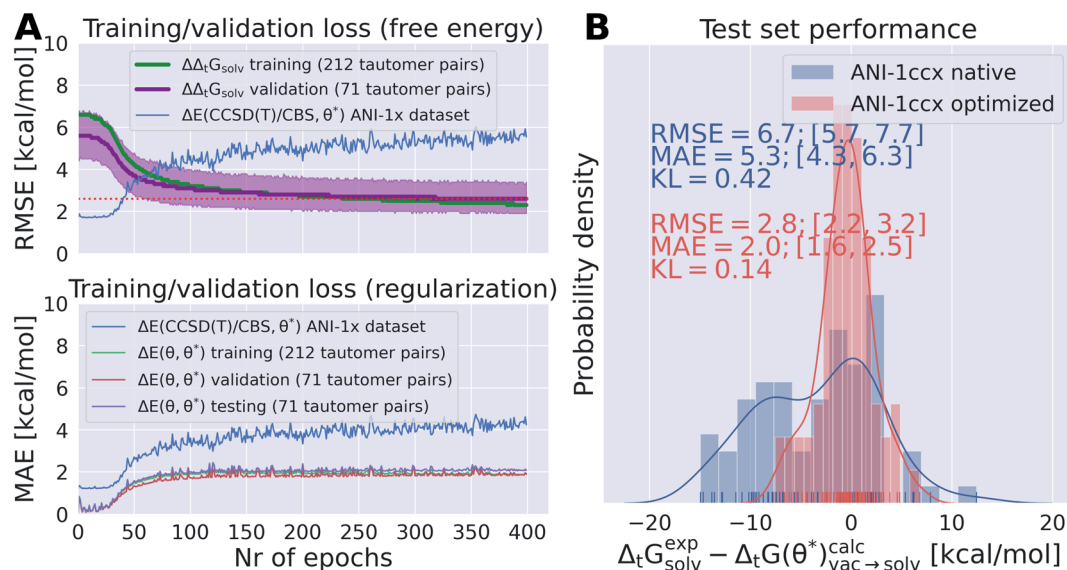 A
Training/validation loss (free energy)
RMSE [kcal/mol]
10
8
6
4
2
0
ΔΔₜG_solv training (212 tautomer pairs)
ΔΔₜG_solv validation (71 tautomer pairs)
ΔE(CCSD(T)/CBS, θ*) ANI-1x dataset
Training/validation loss (regularization)
MAE [kcal/mol]
10
8
6
4
2
0
ΔE(CCSD(T)/CBS, θ*) ANI-1x dataset
ΔE(θ, θ*) training (212 tautomer pairs)
ΔE(θ, θ*) validation (71 tautomer pairs)
ΔE(θ, θ*) testing (71 tautomer pairs)
0 50 100 150 200 250 300 350 400
Nr of epochs
B
Test set performance
Probability density
ANI-1ccx native
ANI-1ccx optimized
RMSE = 6.7; [5.7, 7.7]
MAE = 5.3; [4.3, 6.3]
KL = 0.42
RMSE = 2.8; [2.2, 3.2]
MAE = 2.0; [1.6, 2.5]
KL = 0.14
−20 −10 0 10 20
ΔₜG_solv^exp − ΔₜG(θ*)_vac→solv^calc [kcal/mol]